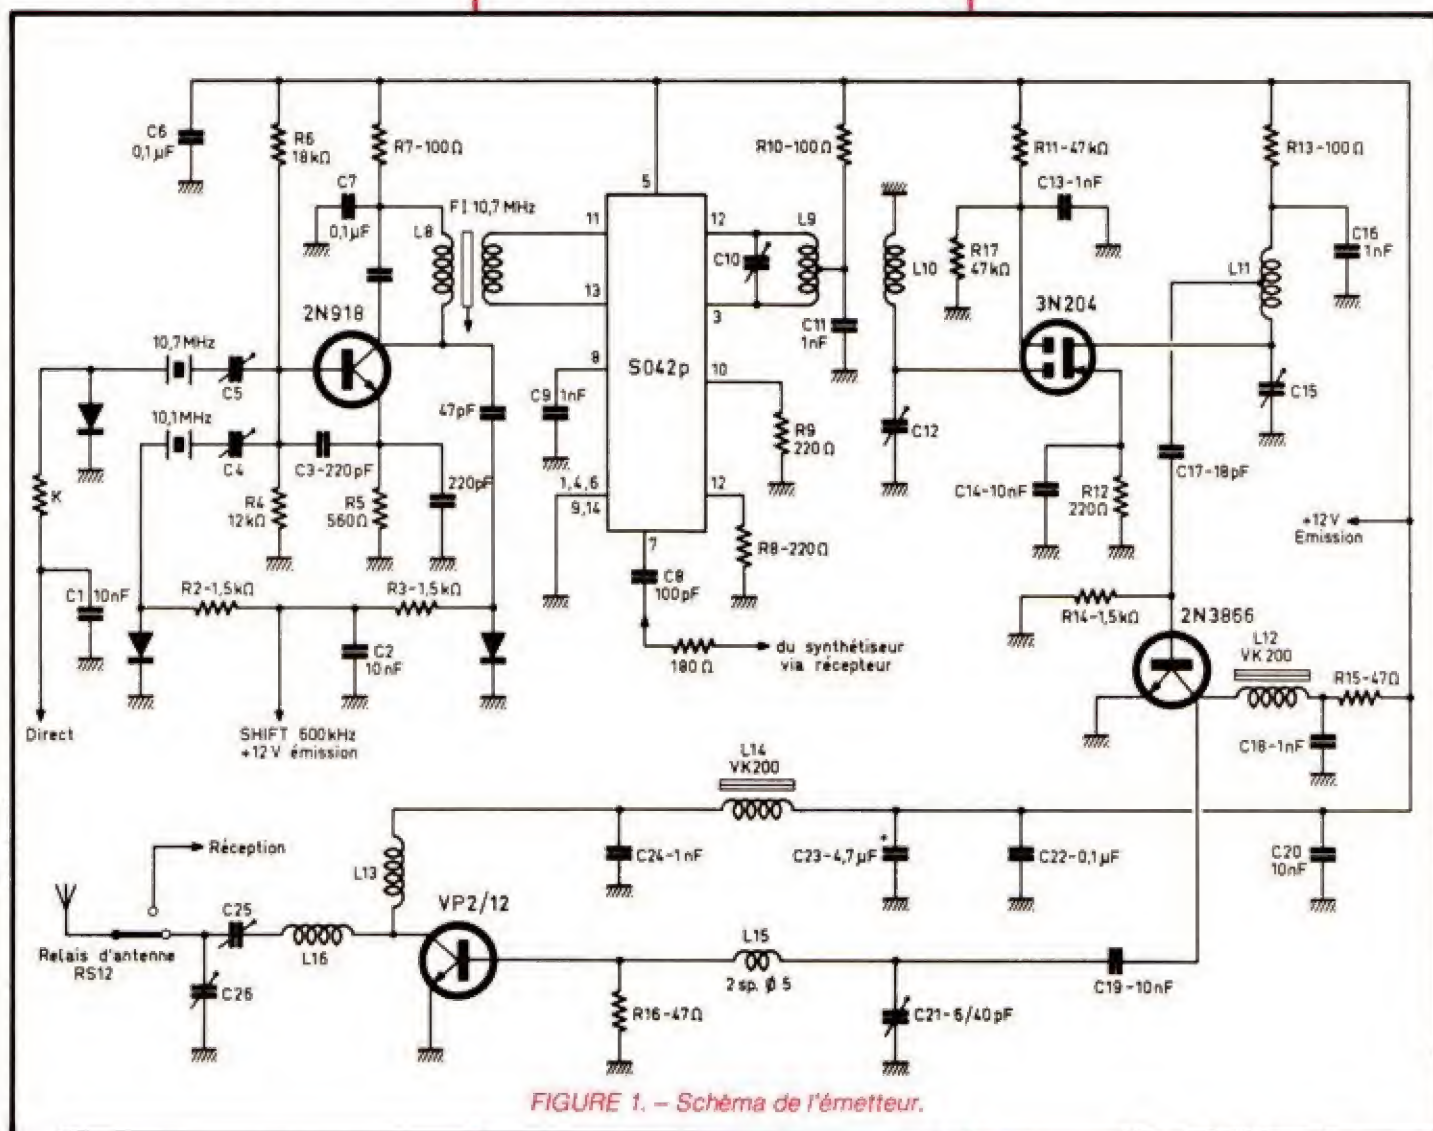 C6
0,1µF
R6
18kΩ
R7-100Ω
C7
0,1µF
L8
FI 10,7 MHz
5
11
12
13
3
8
10
1,4,6
9,14
12
7
SO42p
C10
L9
R10-100Ω
C11
1nF
L10
R11-47kΩ
C13-1nF
R17
47kΩ
3N204
R13-100Ω
C16
1nF
L11
2N918
10,7MHz
C5
10,1MHz
C4
C3-220pF
47pF
220pF
K
R4
12kΩ
R5
560Ω
C9 1nF
R9
220Ω
R8-220Ω
C12
C14-10nF
R12
220Ω
C15
C17-18pF
+12V
Emission
C1 10nF
R2-1,5kΩ
R3-1,5kΩ
C2
10nF
C8
100pF
180Ω
du synthétiseur
via récepteur
R14-1,5kΩ
2N3866
L12
VK200
R15-47Ω
C18-1nF
Direct
SHIFT 600kHz
+12V émission
L14
VK200
Réception
L13
C24-1nF
C23-4,7µF
+
C22-0,1µF
C20
10nF
VP2/12
C25
L16
Relais d'antenne
RS12
C26
R16-47Ω
L15
2 sp. Ø 5
C21-6/40pF
C19-10nF
FIGURE 1. – Schéma de l'émetteur.